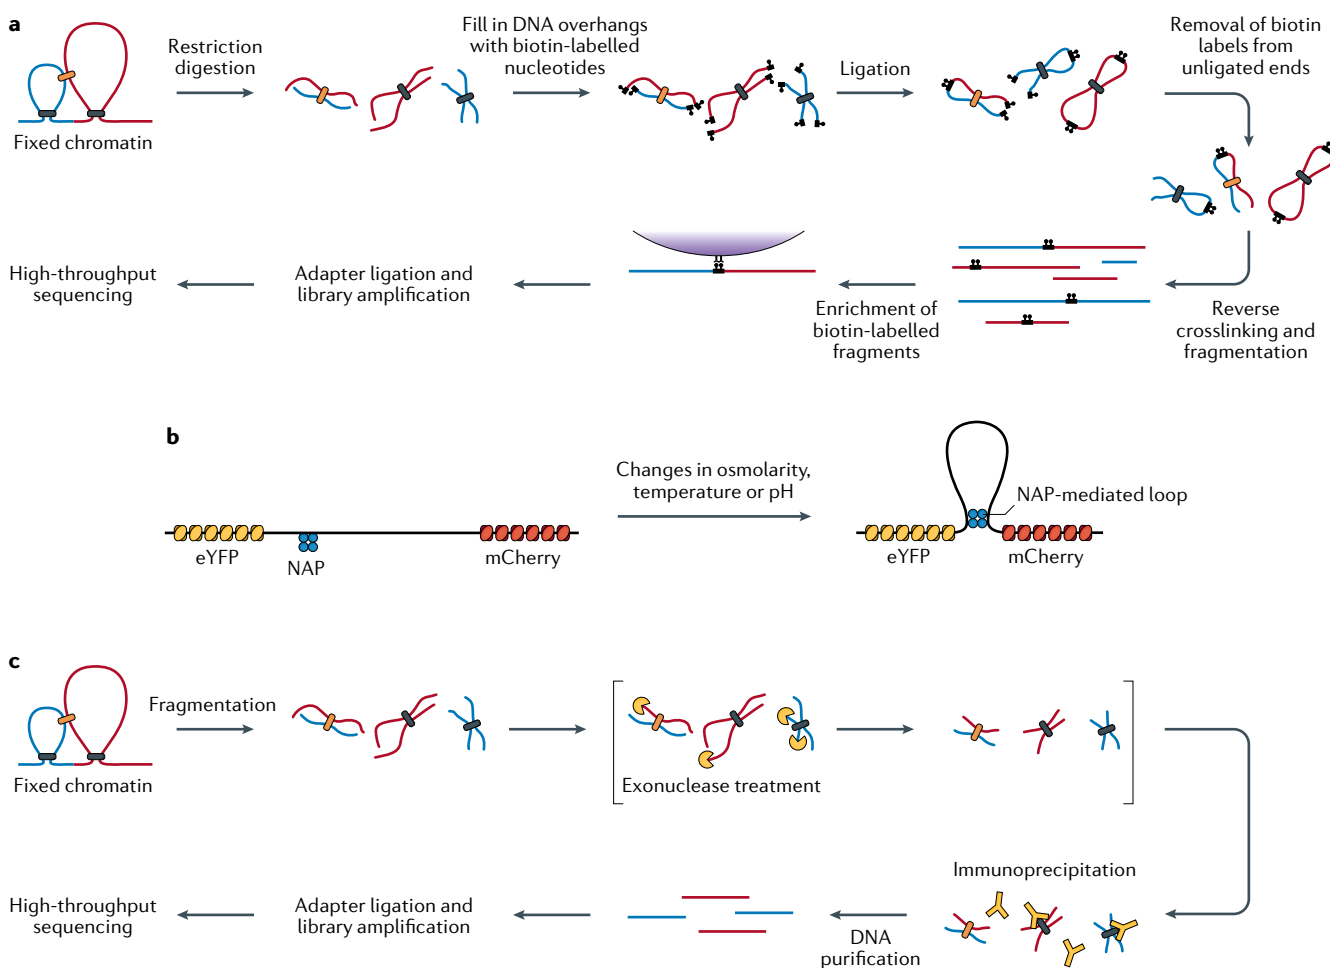 a
Restriction
digestion
Fill in DNA overhangs
with biotin-labelled
nucleotides
Ligation
Removal of biotin
labels from
unligated ends
Fixed chromatin
High-throughput
sequencing
Adapter ligation and
library amplification
Enrichment of
biotin-labelled
fragments
Reverse
crosslinking and
fragmentation
b
Changes in osmolarity,
temperature or pH
NAP-mediated loop
eYFP
NAP
mCherry
eYFP
mCherry
c
Fragmentation
Fixed chromatin
Exonuclease treatment
Immunoprecipitation
High-throughput
sequencing
Adapter ligation and
library amplification
DNA
purification